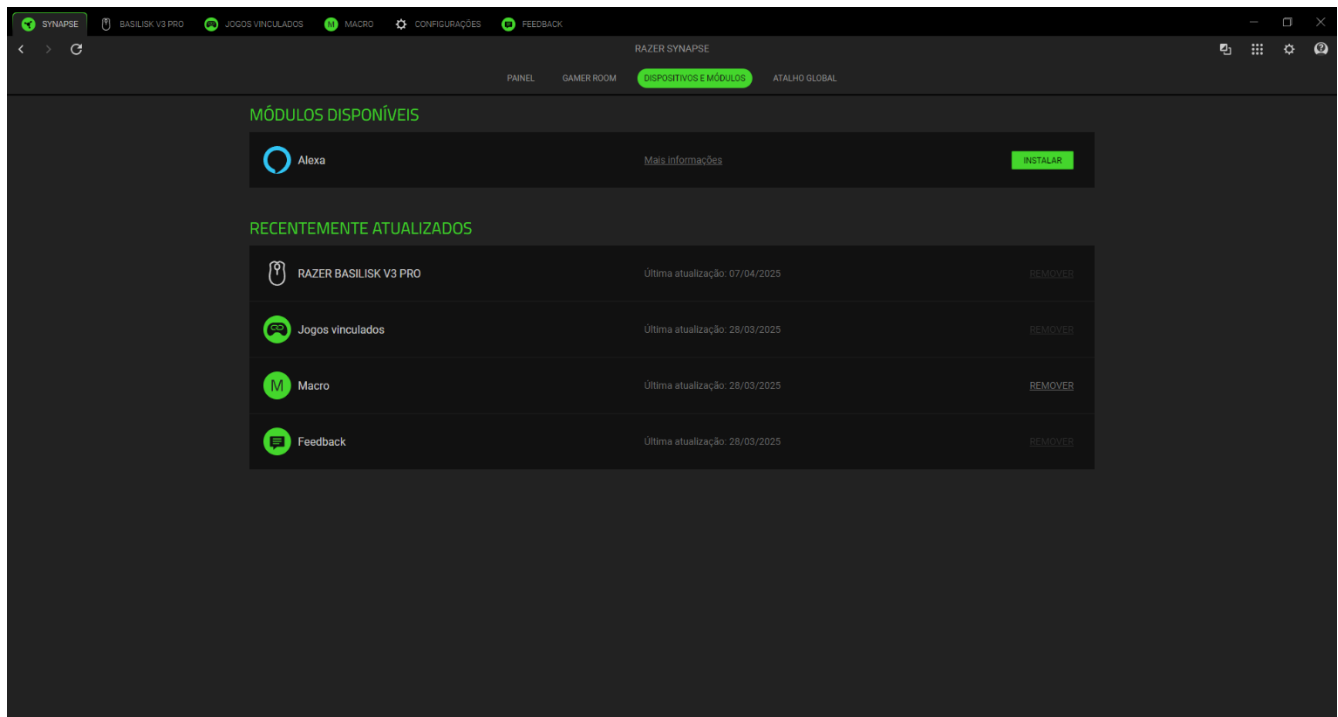 SYNAPSE BASILISK V3 PRO JOGOS VINCULADOS M MACRO CONFIGURAÇÕES FEEDBACK
RAZER SYNAPSE
PAINEL GAMER ROOM DISPOSITIVOS E MÓDULOS ATALHO GLOBAL
MÓDULOS DISPONÍVEIS
Alexa Mais informações INSTALAR
RECENTEMENTE ATUALIZADOS
RAZER BASILISK V3 PRO Última atualização: 07/04/2025 REMOVER
Jogos vinculados Última atualização: 28/03/2025 REMOVER
M Macro Última atualização: 28/03/2025 REMOVER
Feedback Última atualização: 28/03/2025 REMOVER